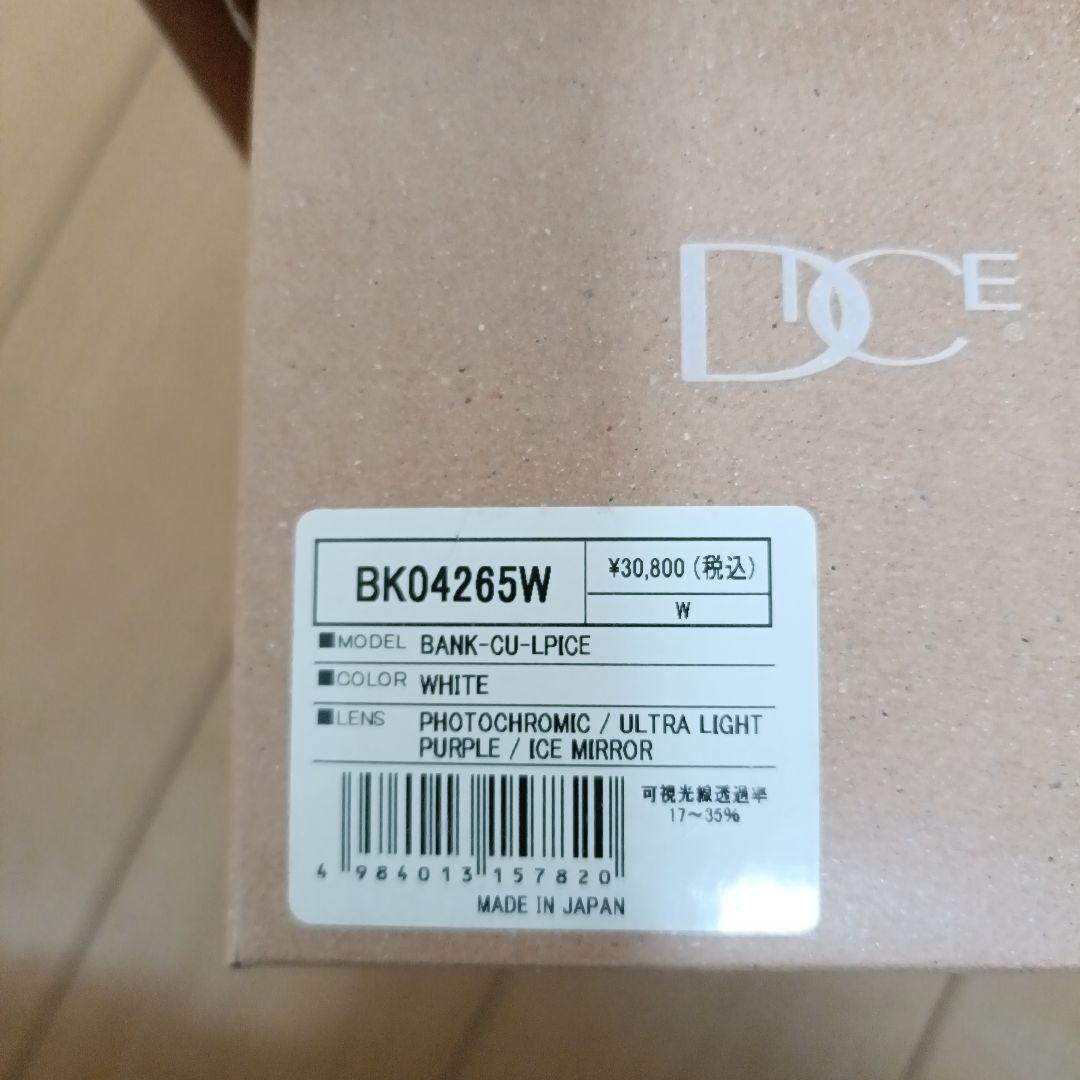 DICE
BK04265W
¥30,800 (税込)
W
■MODEL BANK-CU-LPICE
■COLOR WHITE
■LENS PHOTOCHROMIC / ULTRA LIGHT
PURPLE / ICE MIRROR
可視光線透過率
17～35%
4 984013 157820
MADE IN JAPAN